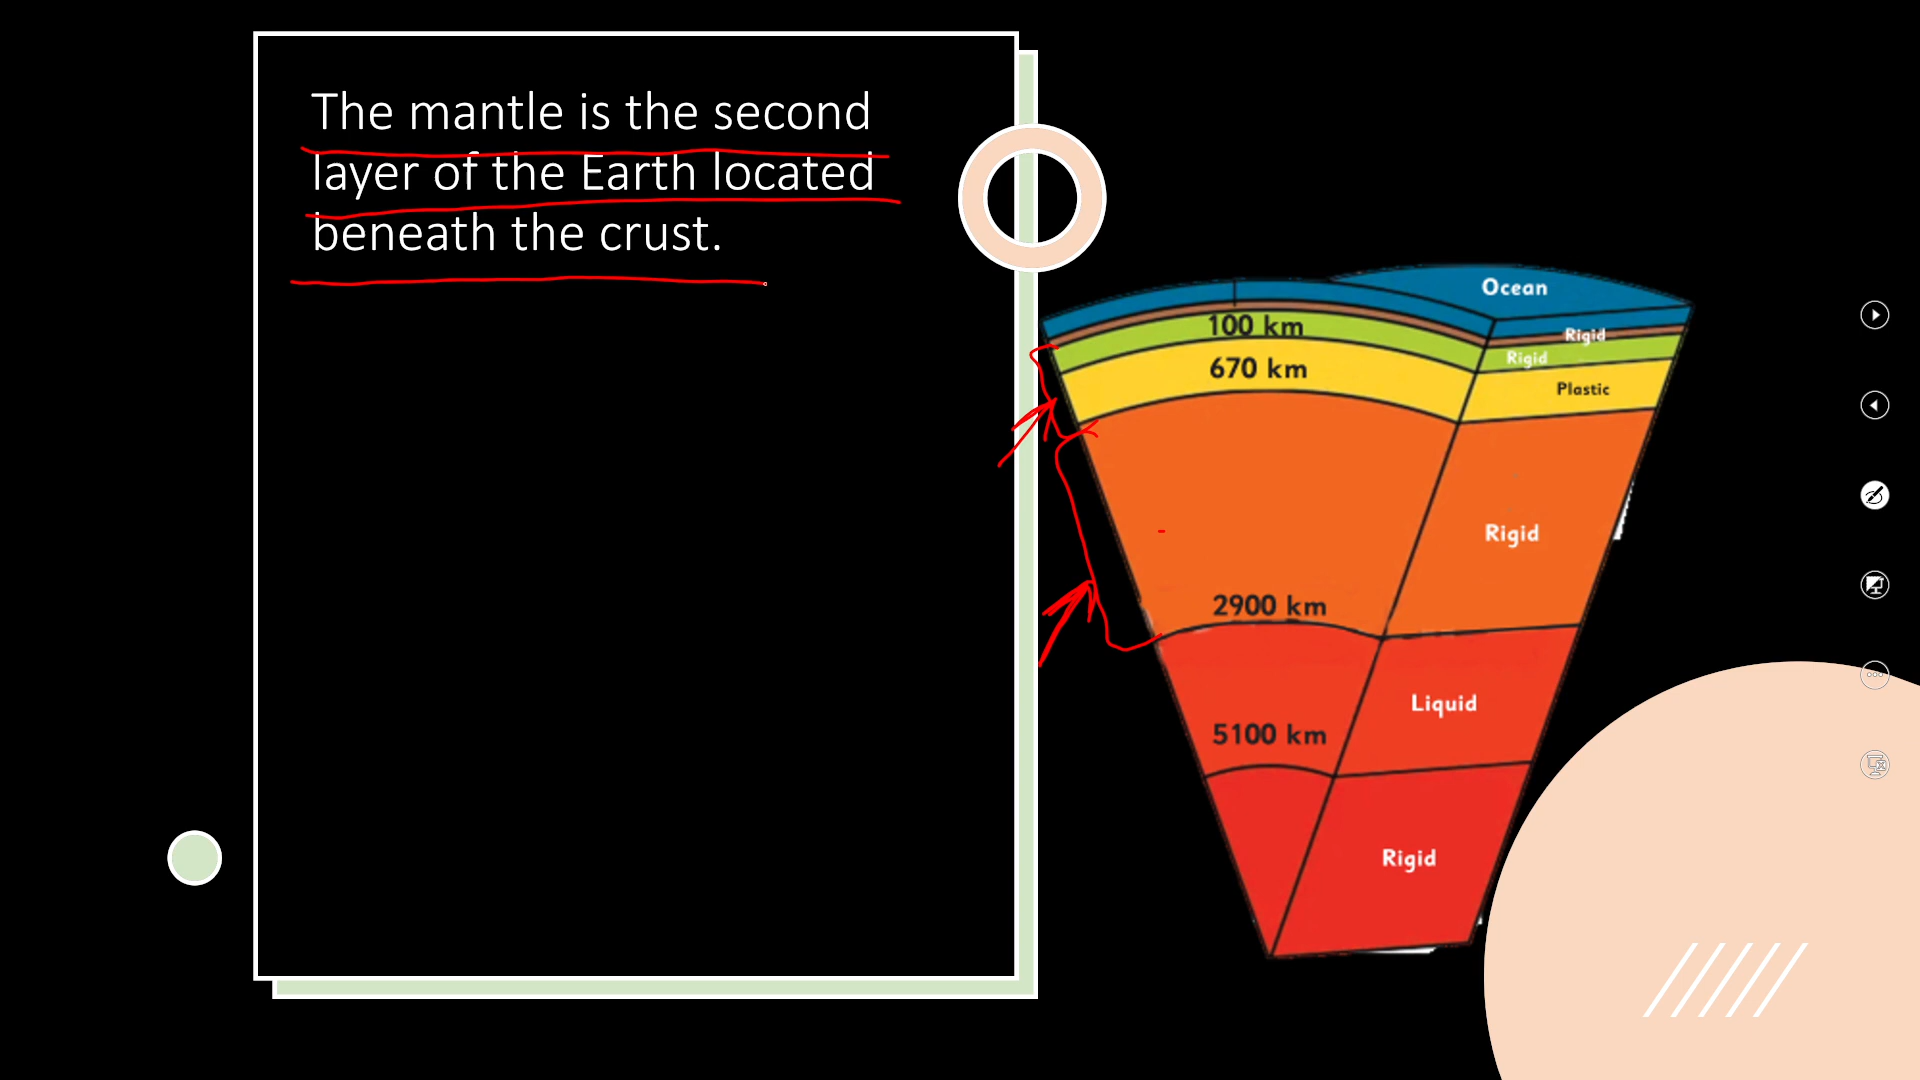 The mantle is the second
layer of the Earth located
beneath the crust.
Ocean
100 km
Rigid
Rigid
670 km
Plastic
Rigid
2900 km
Liquid
5100 km
Rigid